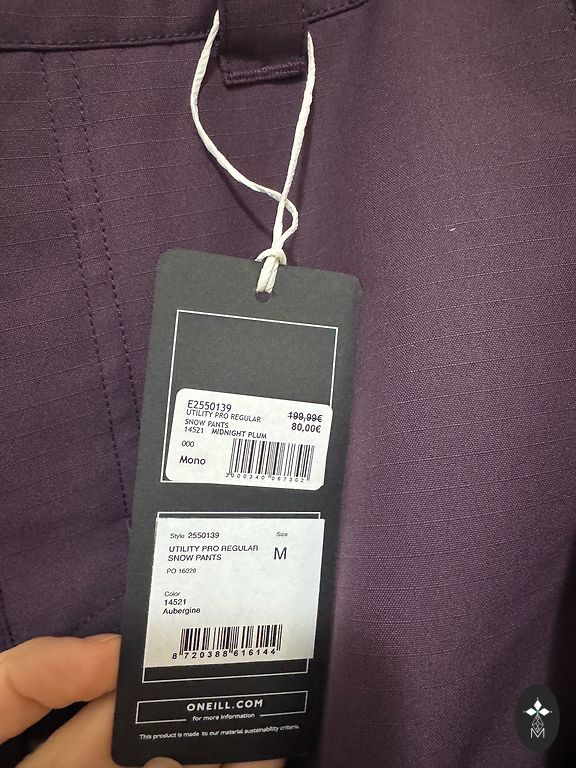 E2550139
UTILITY PRO REGULAR 199,99€
SNOW PANTS 80,00€
14521 MIDNIGHT PLUM
000
Mono
2000340067302
Style 2550139 Size
UTILITY PRO REGULAR M
SNOW PANTS
PO 16028
Color
14521
Aubergine
8 720388 616144
ONEILL.COM
for more information
This product is made to our material sustainability criteria.
M